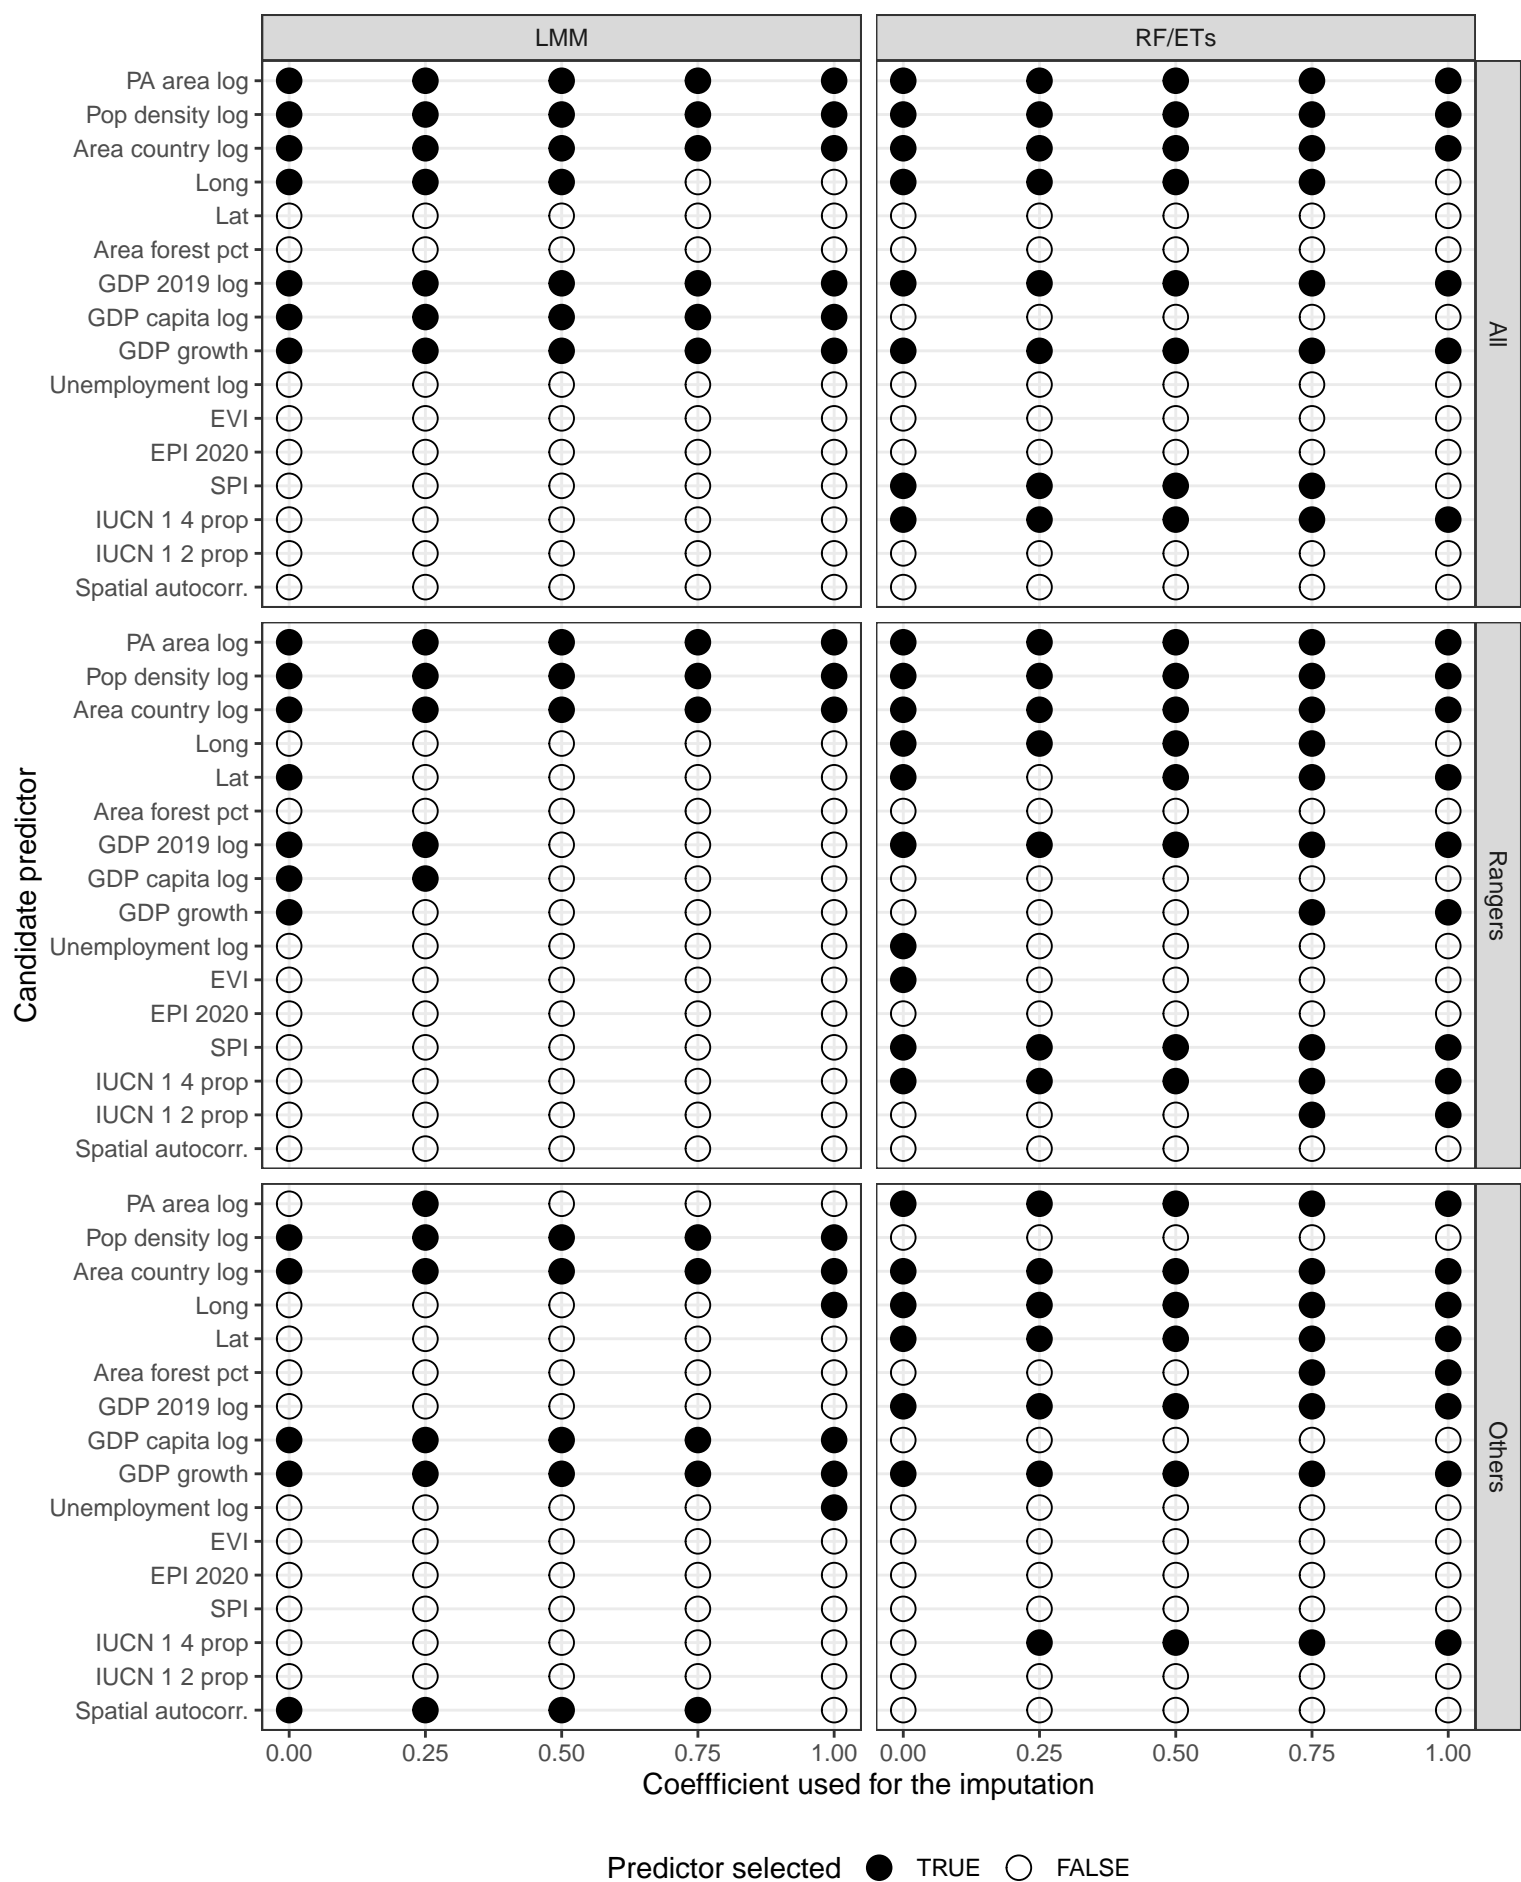 LMM
RF/ETs
PA area log
Pop density log
Area country log
Long
Lat
Area forest pct
GDP 2019 log
GDP capita log
GDP growth
Unemployment log
EVI
EPI 2020
SPI
IUCN 1 4 prop
IUCN 1 2 prop
Spatial autocorr.
All
PA area log
Pop density log
Area country log
Long
Lat
Area forest pct
GDP 2019 log
GDP capita log
GDP growth
Unemployment log
EVI
EPI 2020
SPI
IUCN 1 4 prop
IUCN 1 2 prop
Spatial autocorr.
Rangers
Candidate predictor
PA area log
Pop density log
Area country log
Long
Lat
Area forest pct
GDP 2019 log
GDP capita log
GDP growth
Unemployment log
EVI
EPI 2020
SPI
IUCN 1 4 prop
IUCN 1 2 prop
Spatial autocorr.
Others
0.00 0.25 0.50 0.75 1.00 0.00 0.25 0.50 0.75 1.00
Coeffficient used for the imputation
Predictor selected TRUE FALSE